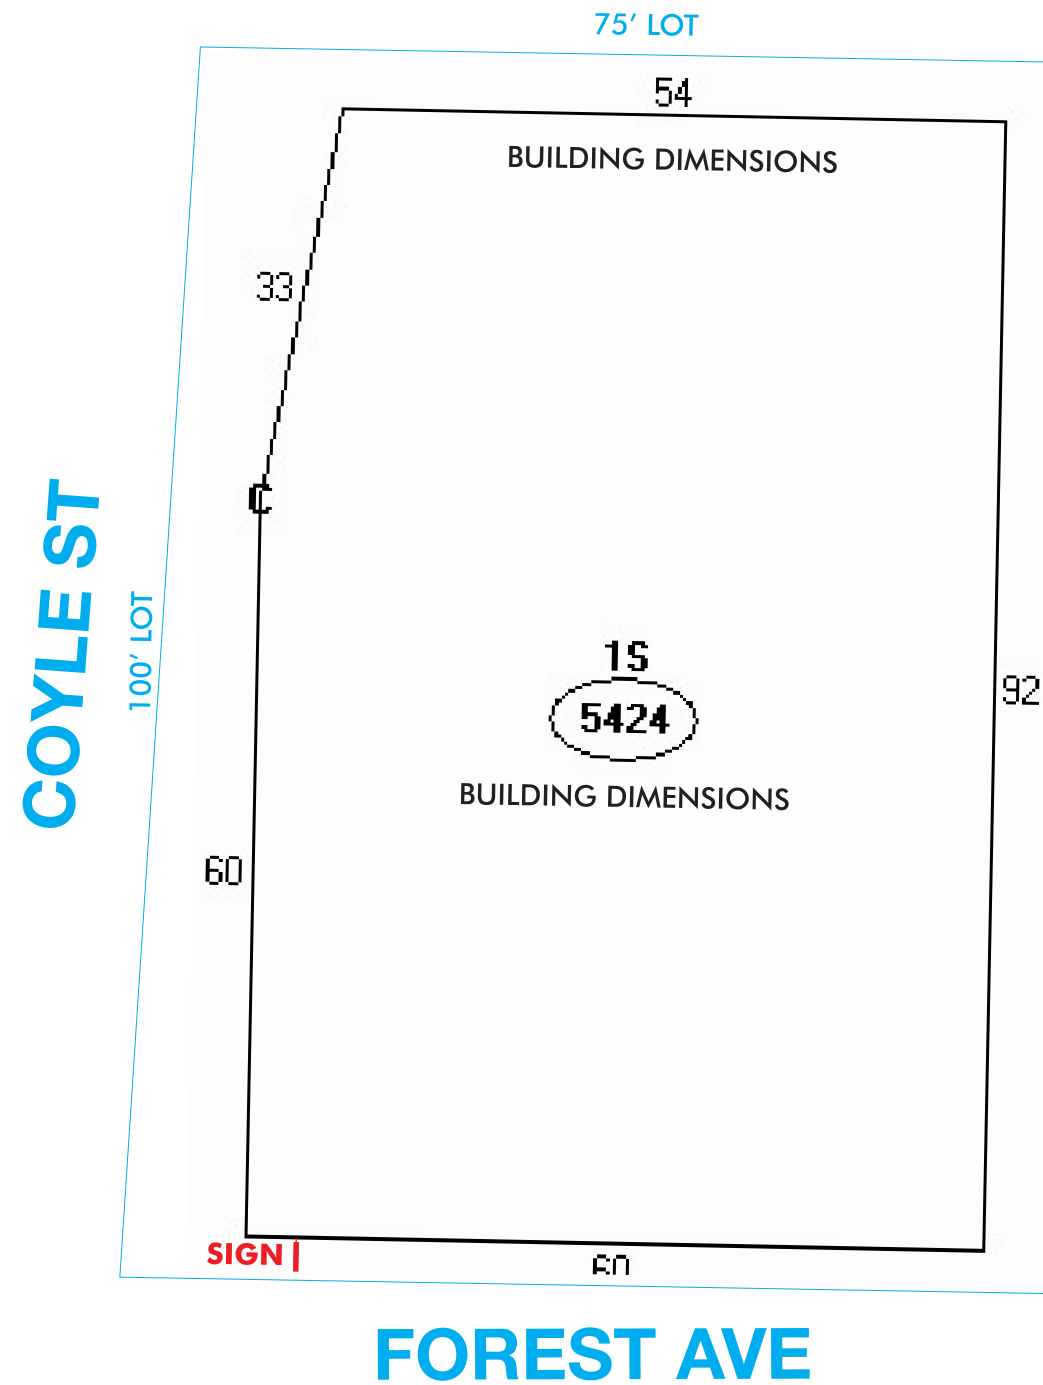 75’ LOT
54
BUILDING DIMENSIONS
33
C
COYLE ST
100’ LOT
1S
5424
92
BUILDING DIMENSIONS
60
SIGN
60
FOREST AVE